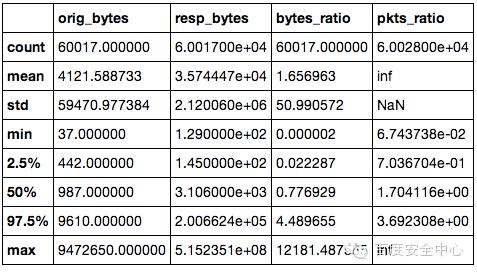 orig_bytes resp_bytes bytes_ratio pkts_ratio
count 60017.000000 6.001700e+04 60017.000000 6.002800e+04
mean 4121.588733 3.574447e+04 1.656963 inf
std 59470.977384 2.120060e+06 50.990572 NaN
min 37.000000 1.290000e+02 0.000002 6.743738e-02
2.5% 442.000000 1.450000e+02 0.022287 7.036704e-01
50% 987.000000 3.106000e+03 0.776929 1.704116e+00
97.5% 9610.000000 2.006624e+05 4.489655 3.692308e+00
max 9472650.000000 5.152351e+08 inf
百度安全中心